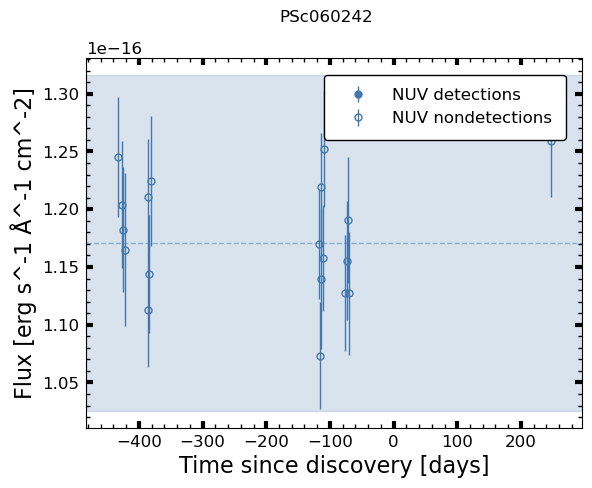 PSc060242
1e−16
NUV detections
NUV nondetections
1.30
1.25
1.20
1.15
1.10
1.05
Flux [erg s^-1 Å^-1 cm^-2]
−400 −300 −200 −100 0 100 200
Time since discovery [days]